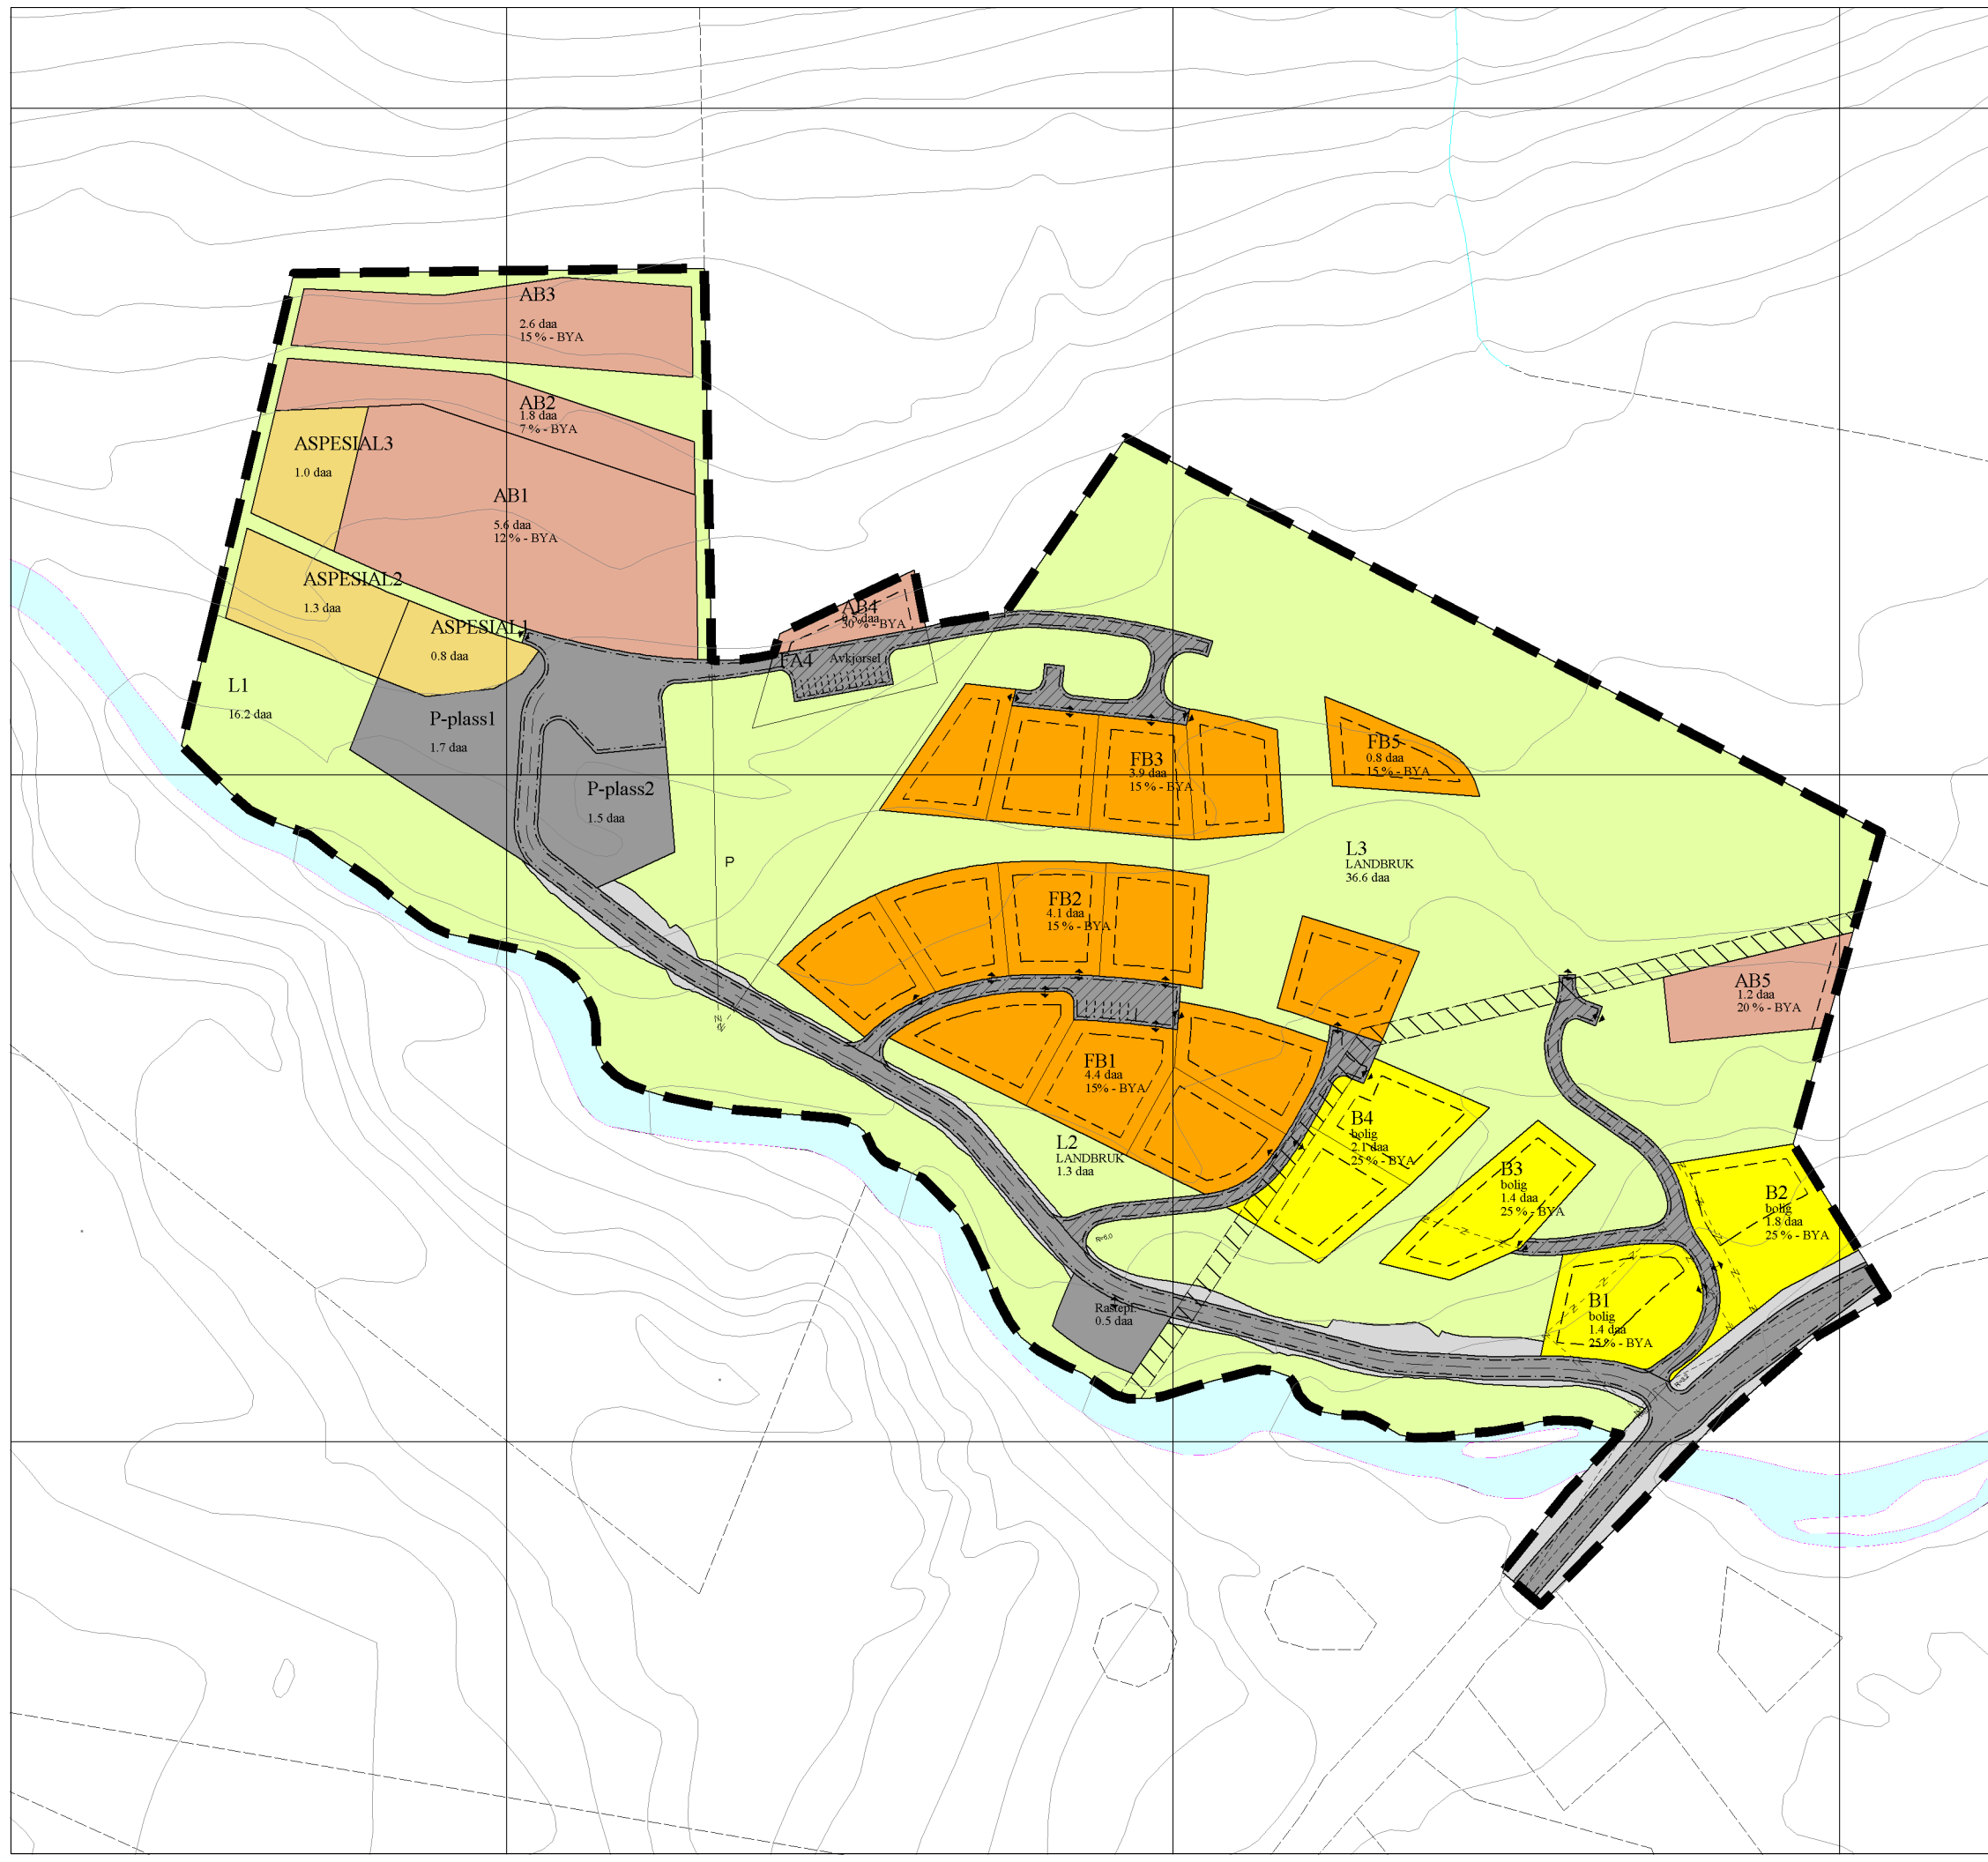 AB3
2.6 daa
15 % - BYA
AB2
1.8 daa
7 % - BYA
ASPESIAL3
1.0 daa
AB1
5.6 daa
12 % - BYA
ASPESIAL2
1.3 daa
ASPESIAL1
0.8 daa
AB4
0.5 daa
30 % - BYA
FA4
Avkjørsel
L1
16.2 daa
P-plass1
1.7 daa
P-plass2
1.5 daa
P
FB3
3.9 daa
15 % - BYA
FB5
0.8 daa
15 % - BYA
L3
LANDBRUK
36.6 daa
FB2
4.1 daa
15 % - BYA
AB5
1.2 daa
20 % - BYA
FB1
4.4 daa
15% - BYA
L2
LANDBRUK
1.3 daa
B4
bolig
2.1 daa
25 % - BYA
B3
bolig
1.4 daa
25 % - BYA
B2
bolig
1.8 daa
25 % - BYA
R=6.0
Rastepl.
0.5 daa
B1
bolig
1.4 daa
25 % - BYA